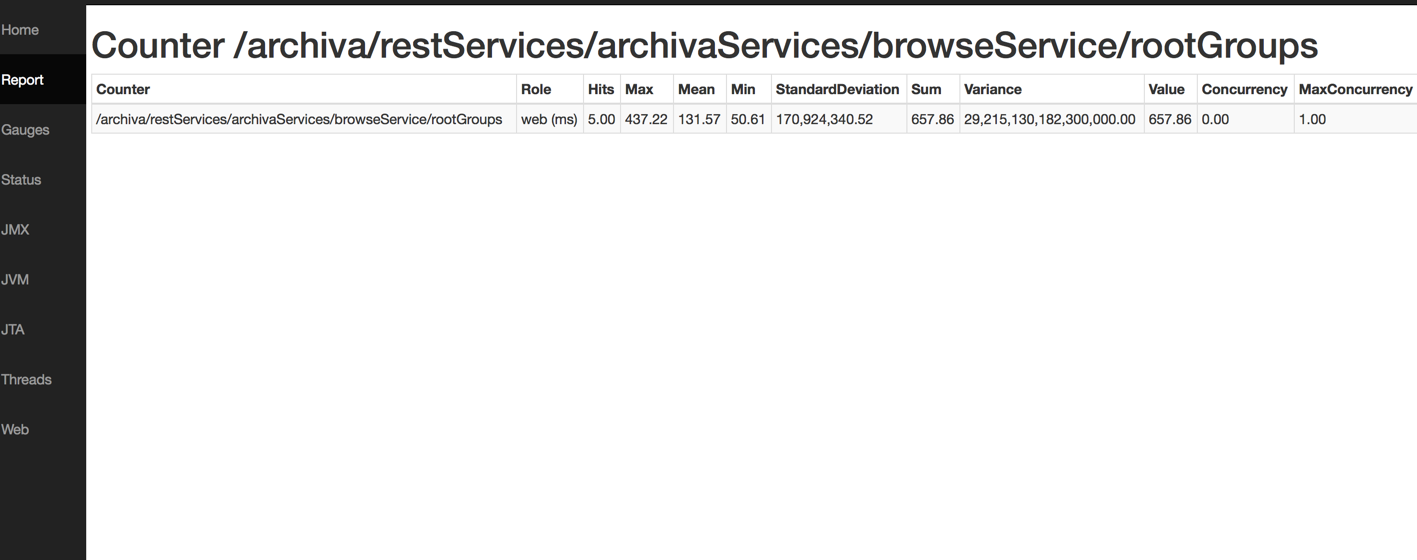 Home
Report
Gauges
Status
JMX
JVM
JTA
Threads
Web
Counter /archiva/restServices/archivaServices/browseService/rootGroups
Counter Role Hits Max Mean Min StandardDeviation Sum Variance Value Concurrency MaxConcurrency
/archiva/restServices/archivaServices/browseService/rootGroups web (ms) 5.00 437.22 131.57 50.61 170,924,340.52 657.86 29,215,130,182,300,000.00 657.86 0.00 1.00